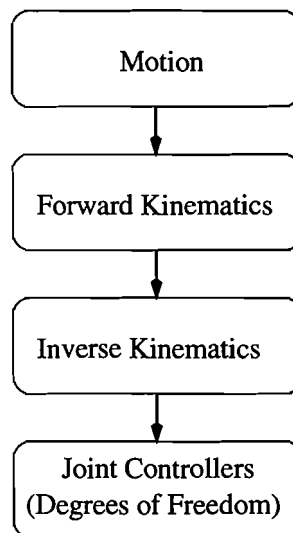 Motion
Forward Kinematics
Inverse Kinematics
Joint Controllers
(Degrees of Freedom)